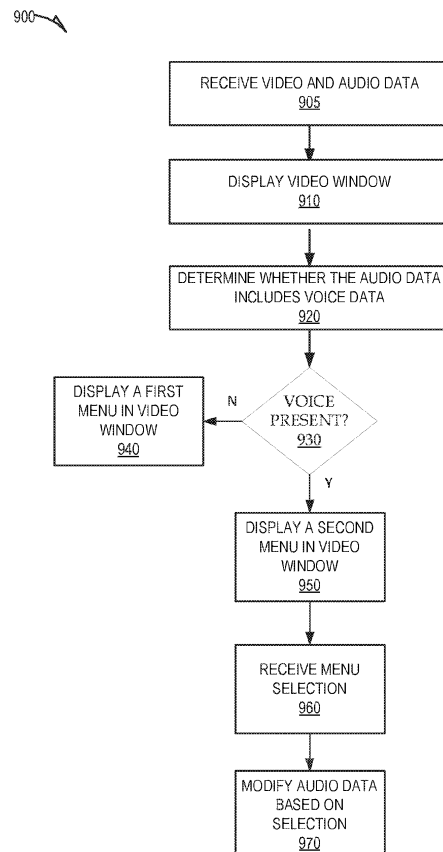 900
RECEIVE VIDEO AND AUDIO DATA
905
DISPLAY VIDEO WINDOW
910
DETERMINE WHETHER THE AUDIO DATA
INCLUDES VOICE DATA
920
VOICE
PRESENT?
930
N
DISPLAY A FIRST
MENU IN VIDEO
WINDOW
940
Y
DISPLAY A SECOND
MENU IN VIDEO
WINDOW
950
RECEIVE MENU
SELECTION
960
MODIFY AUDIO DATA
BASED ON
SELECTION
970